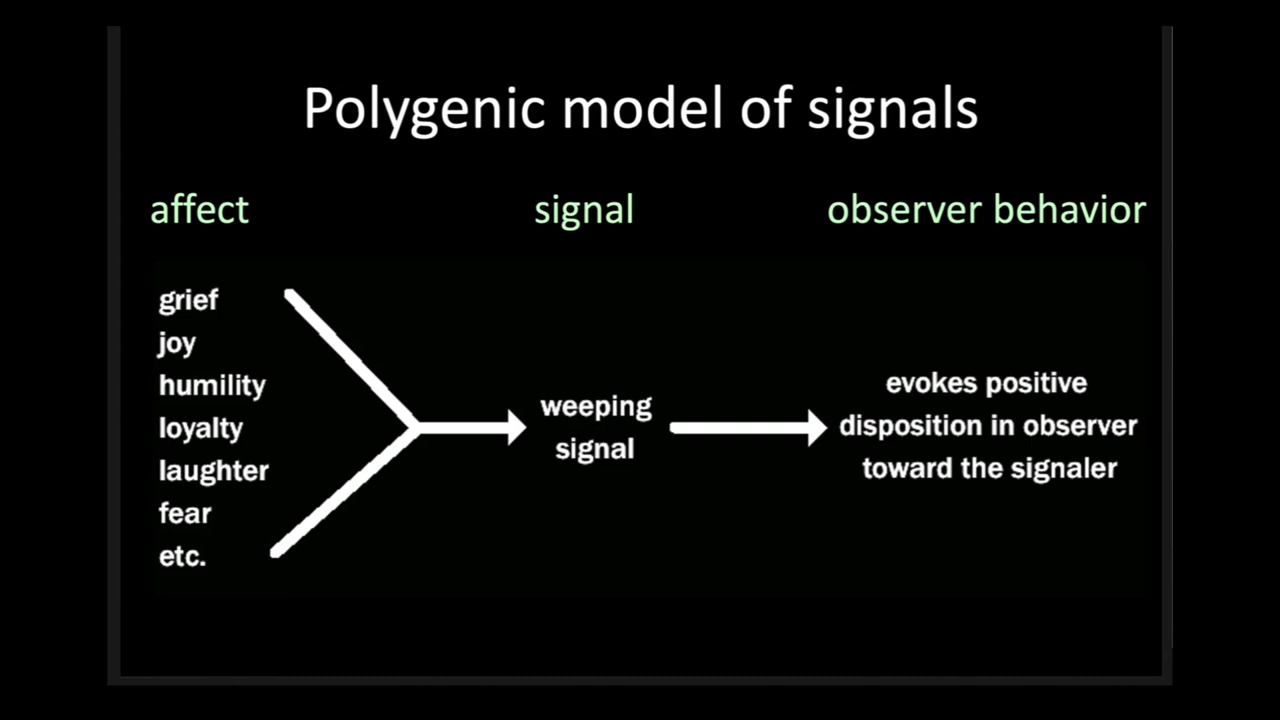 Polygenic model of signals
affect
signal
observer behavior
grief
joy
humility
loyalty
laughter
fear
etc.
weeping
signal
evokes positive
disposition in observer
toward the signaler